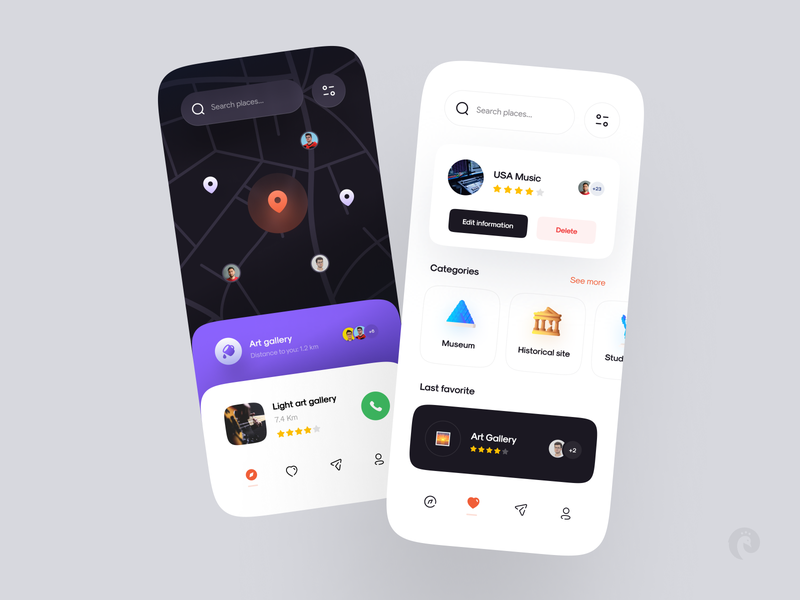 Search places...
Art gallery
Distance to you: 1.2 km
+6
Light art gallery
7.4 Km
Search places...
USA Music
+23
Edit information
Delete
Categories
See more
Museum
Historical site
Stud
Last favorite
Art Gallery
+2